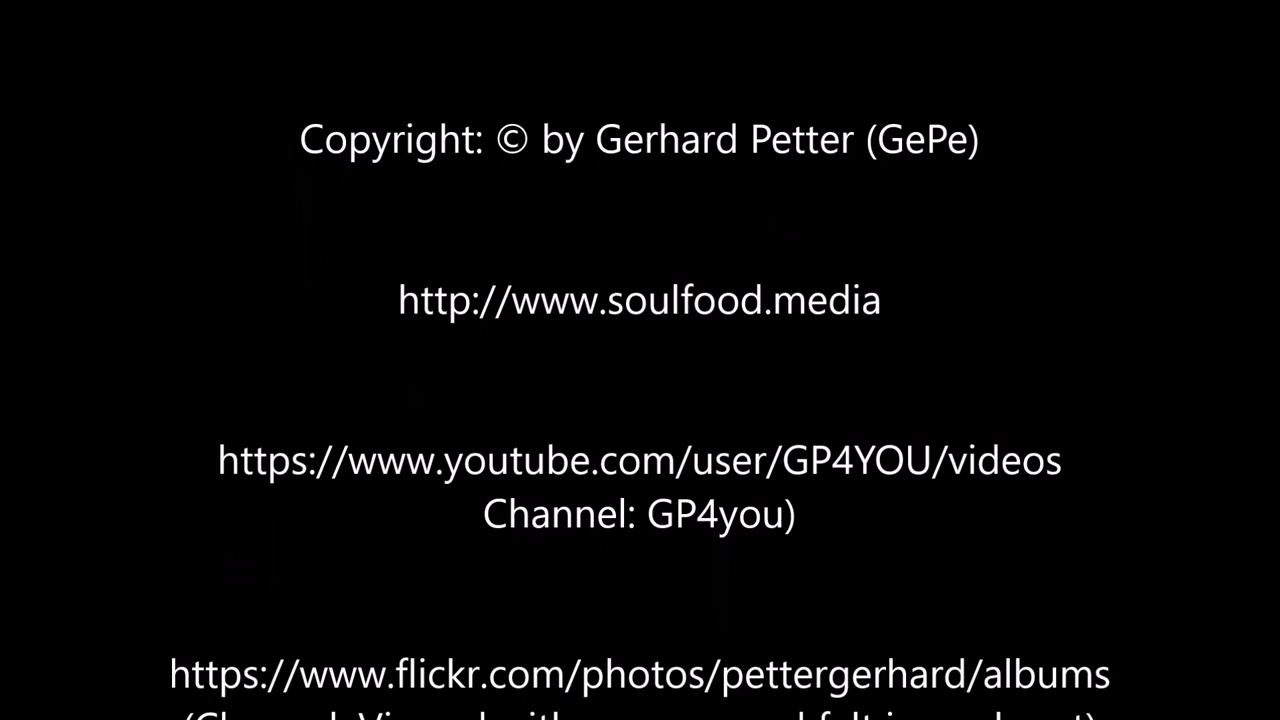 Copyright: © by Gerhard Petter (GePe)
http://www.soulfood.media
https://www.youtube.com/user/GP4YOU/videos
Channel: GP4you)
https://www.flickr.com/photos/pettergerhard/albums